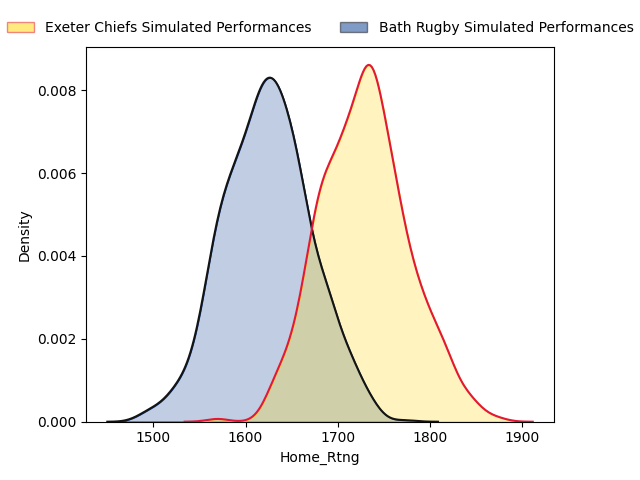 Exeter Chiefs Simulated Performances Bath Rugby Simulated Performances
0.008
0.006
0.004
0.002
0.000
Density
1500 1600 1700 1800 1900
Home_Rtng